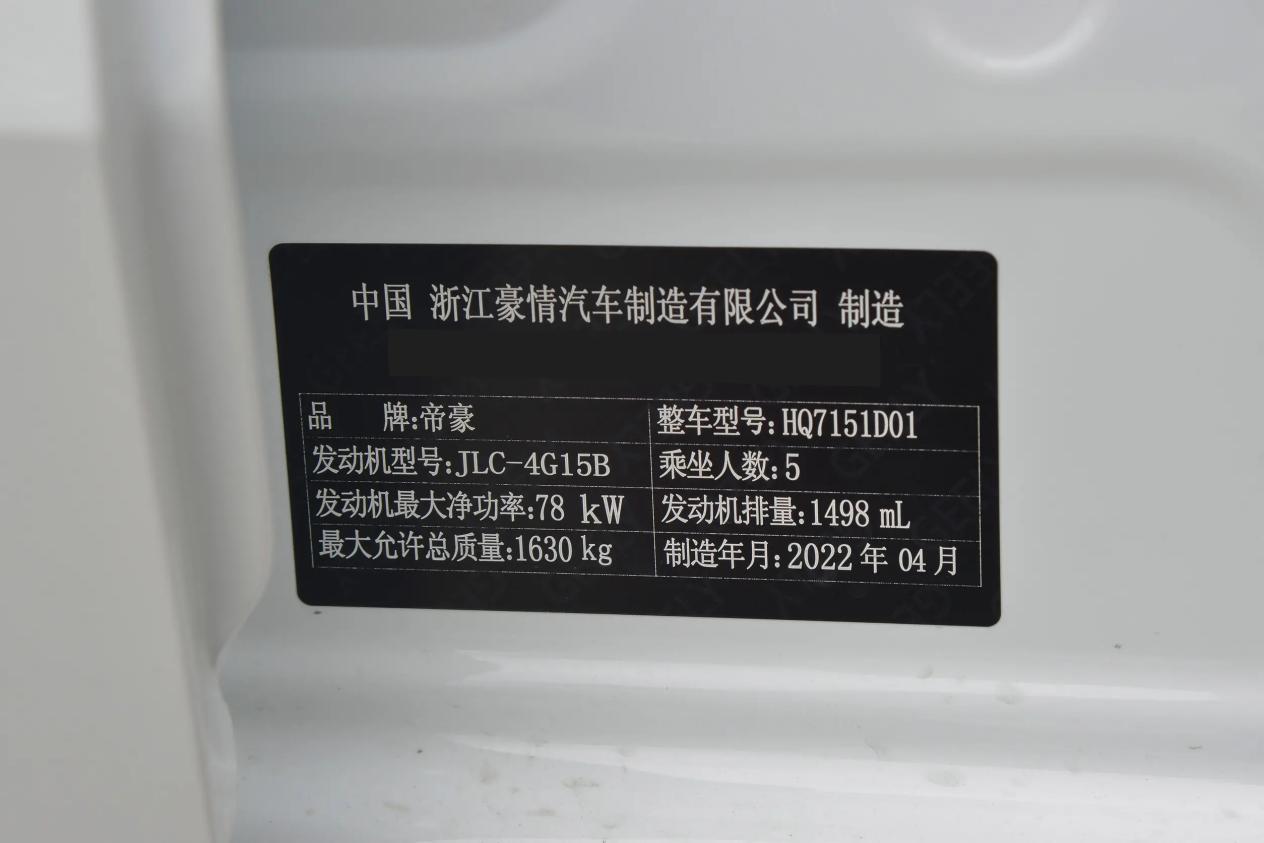 中国 浙江豪情汽车制造有限公司 制造
品 牌:帝豪 整车型号:HQ7151D01
发动机型号:JLC-4G15B 乘坐人数:5
发动机最大净功率:78 kW 发动机排量:1498 mL
最大允许总质量:1630 kg 制造年月:2022 年 04 月